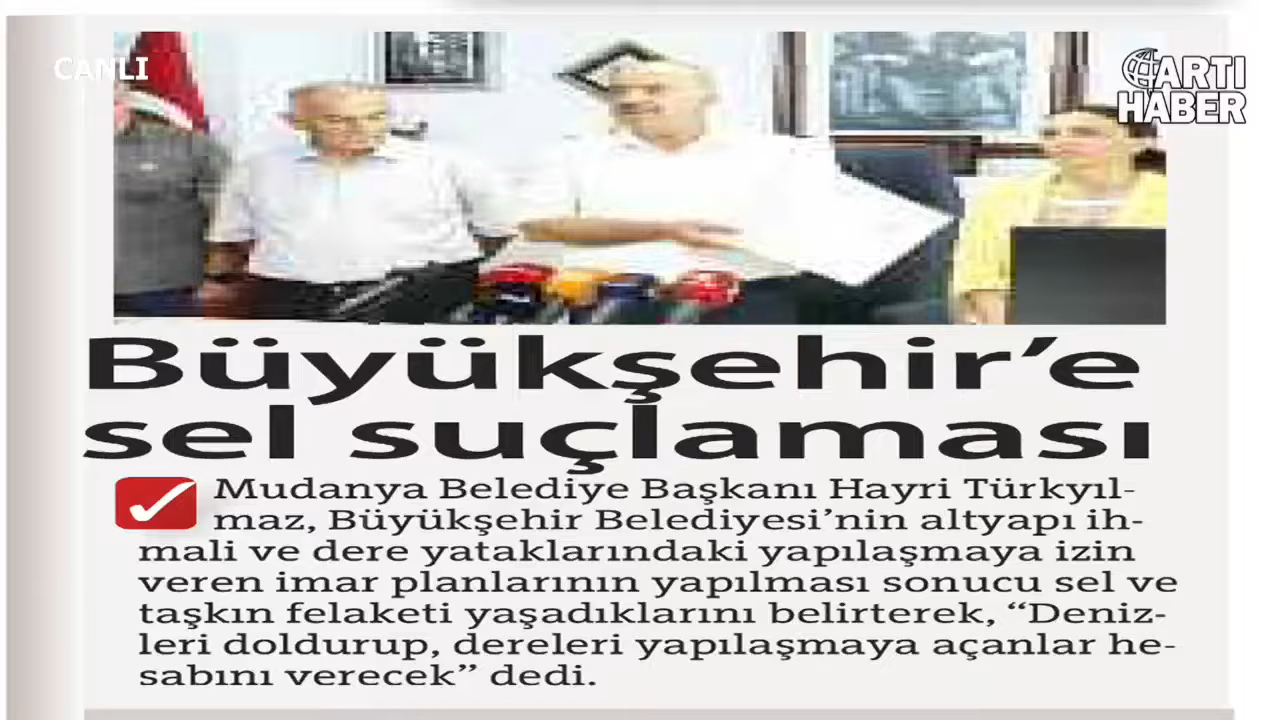 CANLI
ARTI
HABER
Büyükşehir’e
sel suçlaması
Mudanya Belediye Başkanı Hayri Türkyıl-
maz, Büyükşehir Belediyesi’nin altyapı ih-
mali ve dere yataklarındaki yapılaşmaya izin
veren imar planlarının yapılması sonucu sel ve
taşkın felaketi yaşadıklarını belirterek, “Deniz-
leri doldurup, dereleri yapılaşmaya açanlar he-
sabını verecek” dedi.